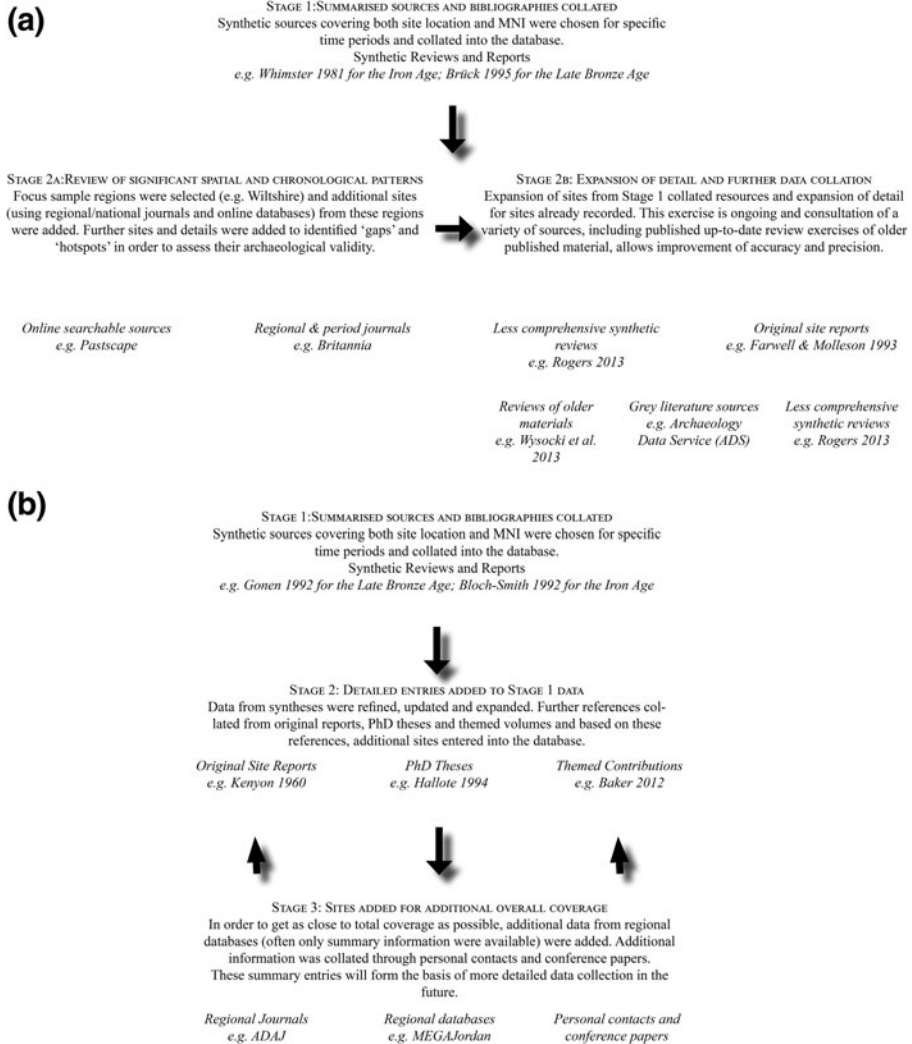 (a)
STAGE 1:SUMMARISED SOURCES AND BIBLIOGRAPHIES COLLATED
Synthetic sources covering both site location and MNI were chosen for specific
time periods and collated into the database.
Synthetic Reviews and Reports
e.g. Whimster 1981 for the Iron Age; Brück 1995 for the Late Bronze Age
STAGE 2A:REVIEW OF SIGNIFICANT SPATIAL AND CHRONOLOGICAL PATTERNS
Focus sample regions were selected (e.g. Wiltshire) and additional sites
(using regional/national journals and online databases) from these regions
were added. Further sites and details were added to identified ‘gaps’ and
‘hotspots’ in order to assess their archaeological validity.
STAGE 2B: EXPANSION OF DETAIL AND FURTHER DATA COLLATION
Expansion of sites from Stage 1 collated resources and expansion of detail
for sites already recorded. This exercise is ongoing and consultation of a
variety of sources, including published up-to-date review exercises of older
published material, allows improvement of accuracy and precision.
Online searchable sources
e.g. Pastscape
Regional & period journals
e.g. Britannia
Less comprehensive synthetic
reviews
e.g. Rogers 2013
Original site reports
e.g. Farwell & Molleson 1993
Reviews of older
materials
e.g. Wysocki et al.
2013
Grey literature sources
e.g. Archaeology
Data Service (ADS)
Less comprehensive
synthetic reviews
e.g. Rogers 2013
(b)
STAGE 1:SUMMARISED SOURCES AND BIBLIOGRAPHIES COLLATED
Synthetic sources covering both site location and MNI were chosen for specific
time periods and collated into the database.
Synthetic Reviews and Reports
e.g. Gonen 1992 for the Late Bronze Age; Bloch-Smith 1992 for the Iron Age
STAGE 2: DETAILED ENTRIES ADDED TO STAGE 1 DATA
Data from syntheses were refined, updated and expanded. Further references col-
lated from original reports, PhD theses and themed volumes and based on these
references, additional sites entered into the database.
Original Site Reports
e.g. Kenyon 1960
PhD Theses
e.g. Hallote 1994
Themed Contributions
e.g. Baker 2012
STAGE 3: SITES ADDED FOR ADDITIONAL OVERALL COVERAGE
In order to get as close to total coverage as possible, additional data from regional
databases (often only summary information were available) were added. Additional
information was collated through personal contacts and conference papers.
These summary entries will form the basis of more detailed data collection in the
future.
Regional Journals
e.g. ADAJ
Regional databases
e.g. MEGAJordan
Personal contacts and
conference papers